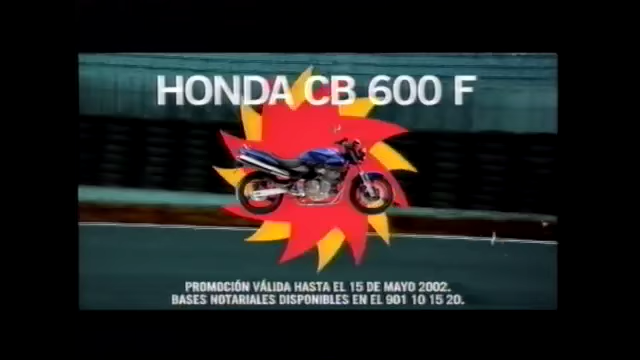 HONDA CB 600 F
PROMOCIÓN VÁLIDA HASTA EL 15 DE MAYO 2002.
BASES NOTARIALES DISPONIBLES EN EL 901 10 15 20.